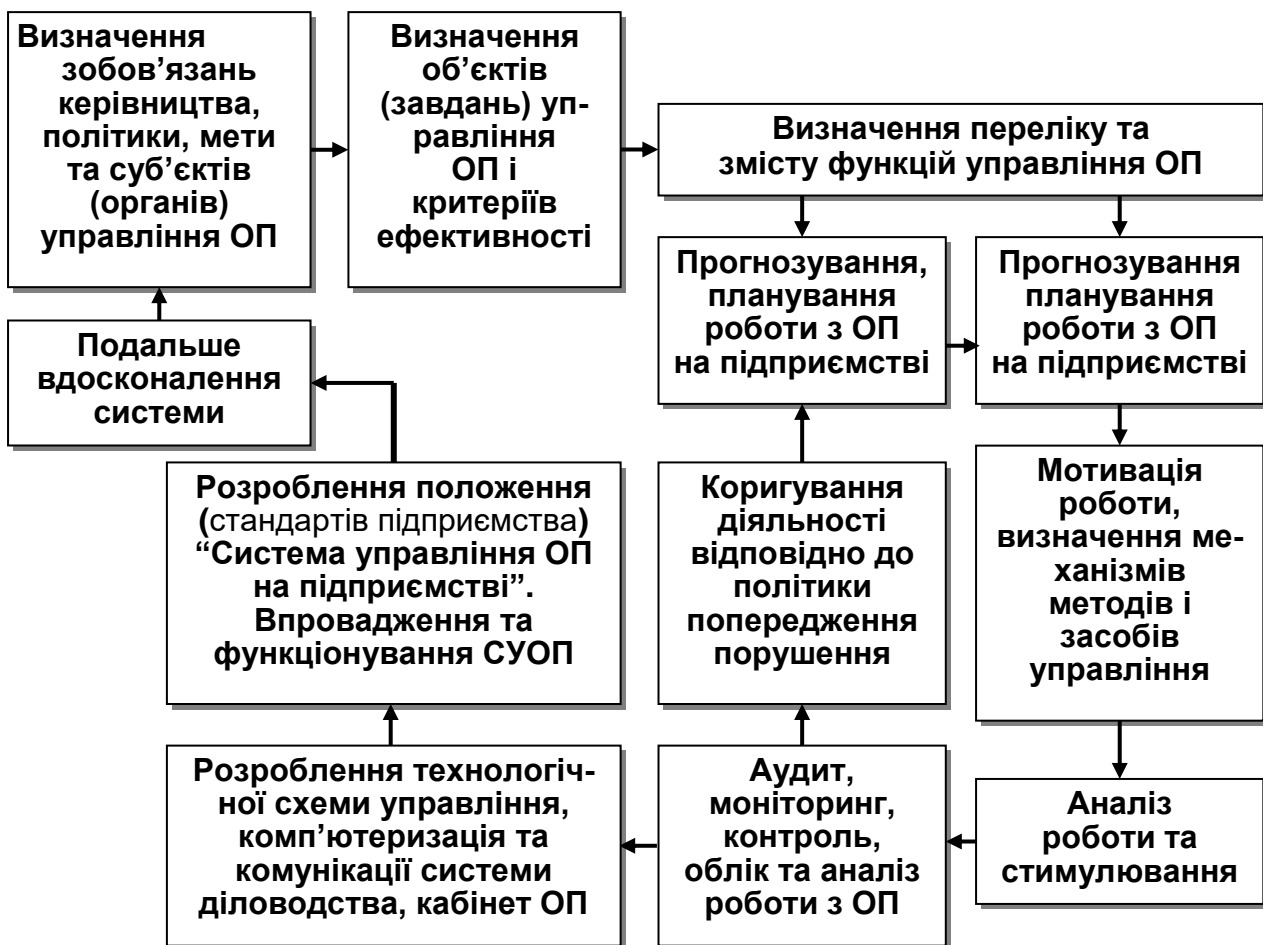 Визначення
зобов’язань
керівництва,
політики, мети
та суб’єктів
(органів)
управління ОП
Визначення
об’єктів
(завдань) уп-
равління
ОП і
критеріїв
ефективності
Визначення переліку та
змісту функцій управління ОП
Прогнозування,
планування
роботи з ОП
на підприємстві
Прогнозування
планування
роботи з ОП
на підприємстві
Подальше
вдосконалення
системи
Розроблення положення
(стандартів підприємства)
“Система управління ОП
на підприємстві”.
Впровадження та
функціонування СУОП
Коригування
діяльності
відповідно до
політики
попередження
порушення
Мотивація
роботи,
визначення ме-
ханізмів
методів і
засобів
управління
Розроблення технологіч-
ної схеми управління,
комп’ютеризація та
комунікації системи
діловодства, кабінет ОП
Аудит,
моніторинг,
контроль,
облік та аналіз
роботи з ОП
Аналіз
роботи та
стимулювання